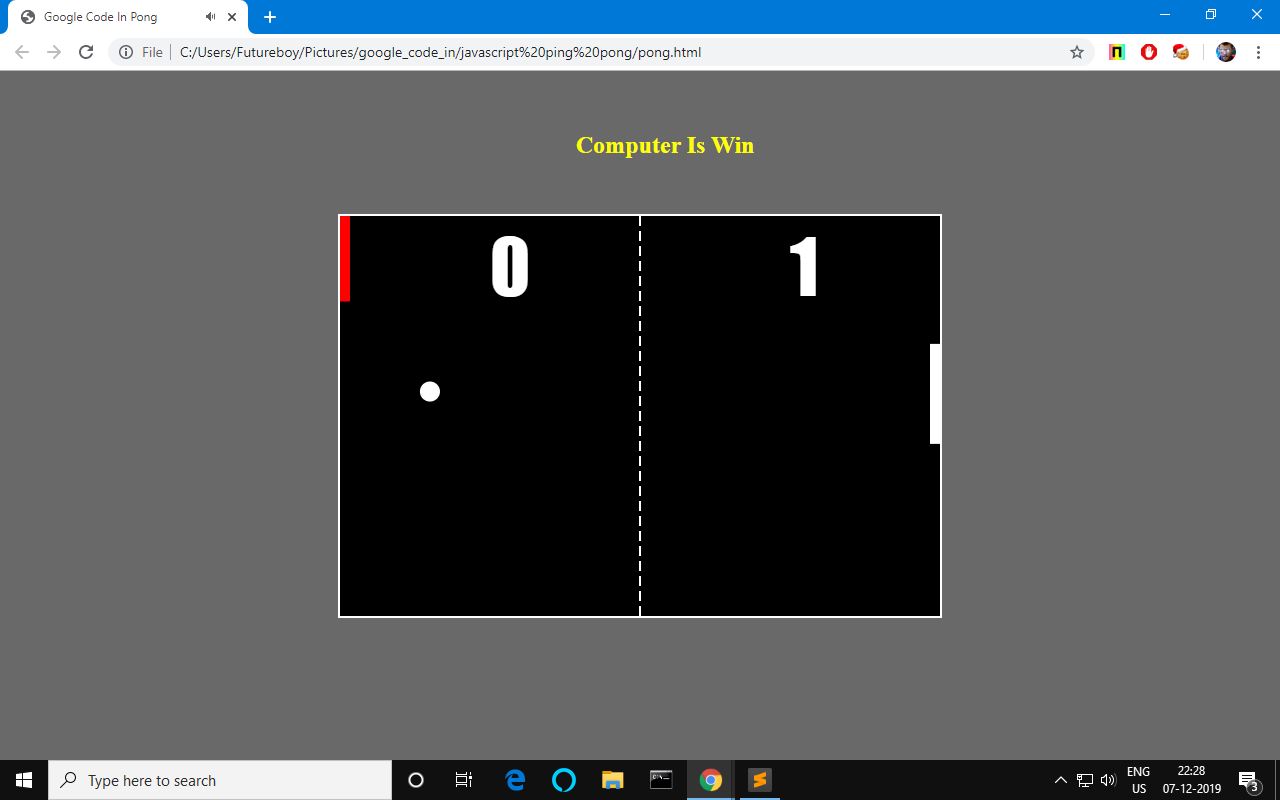 Google Code In Pong
File
C:/Users/Futureboy/Pictures/google_code_in/javascript%20ping%20pong/pong.html
Computer Is Win
0 1
Type here to search
ENG 22:28
US 07-12-2019
3